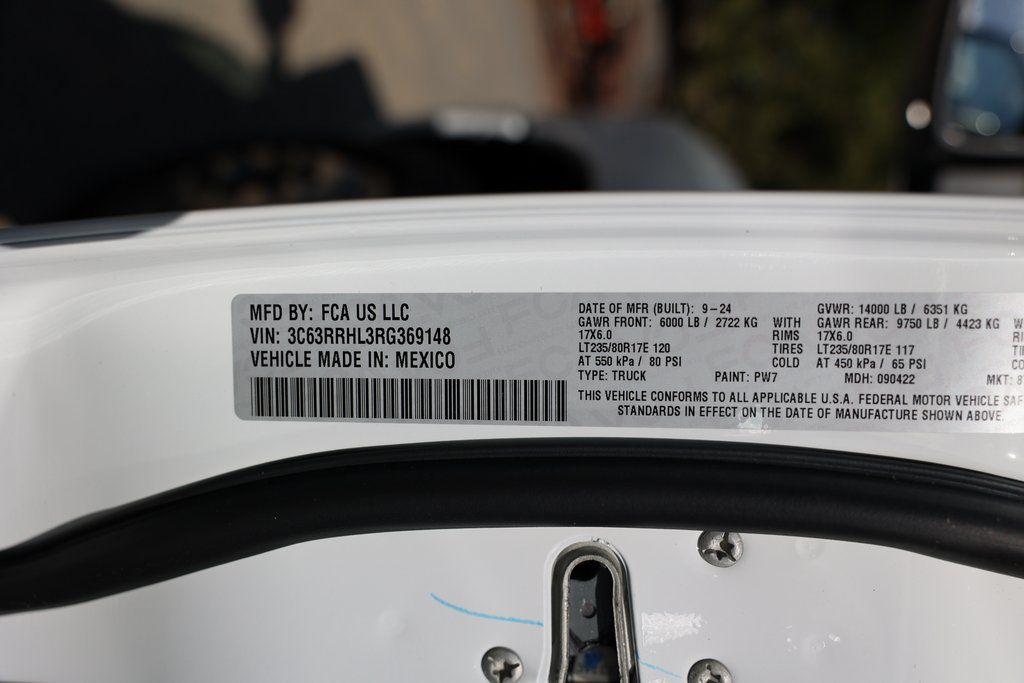 MFD BY: FCA US LLC
VIN: 3C63RRHL3RG369148
VEHICLE MADE IN: MEXICO
DATE OF MFR (BUILT): 9-24
GAWR FRONT: 6000 LB / 2722 KG WITH
17X6.0 RIMS
LT235/80R17E 120 TIRES
AT 550 kPa / 80 PSI COLD
TYPE: TRUCK PAINT: PW7
GVWR: 14000 LB / 6351 KG
GAWR REAR: 9750 LB / 4423 KG
17X6.0
LT235/80R17E 117
AT 450 kPa / 65 PSI
MDH: 090422 MKT:
THIS VEHICLE CONFORMS TO ALL APPLICABLE U.S.A. FEDERAL MOTOR VEHICLE SAF
STANDARDS IN EFFECT ON THE DATE OF MANUFACTURE SHOWN ABOVE.